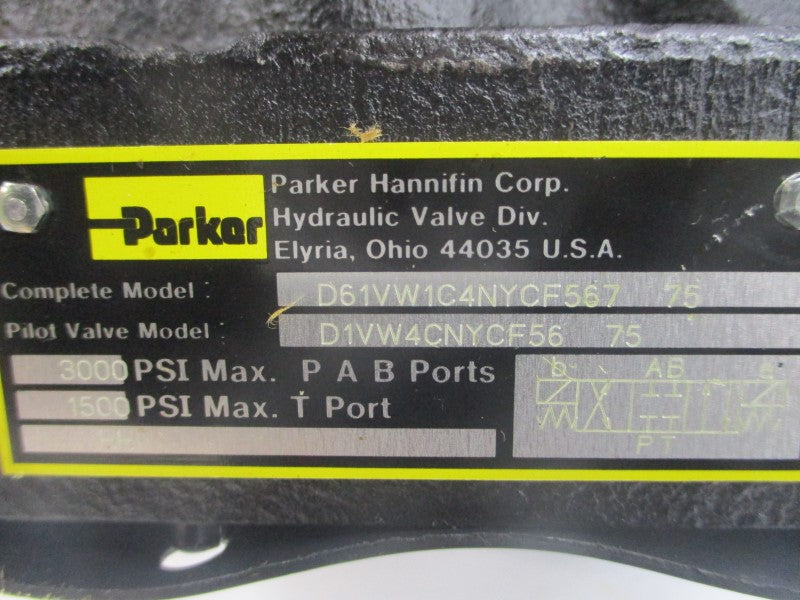 Parker
Parker Hannifin Corp.
Hydraulic Valve Div.
Elyria, Ohio 44035 U.S.A.
Complete Model : D61VW1C4NYCF567 75
Pilot Valve Model : D1VW4CNYCF56 75
3000 PSI Max. P A B Ports
1500 PSI Max. T Port
b AB a
PT